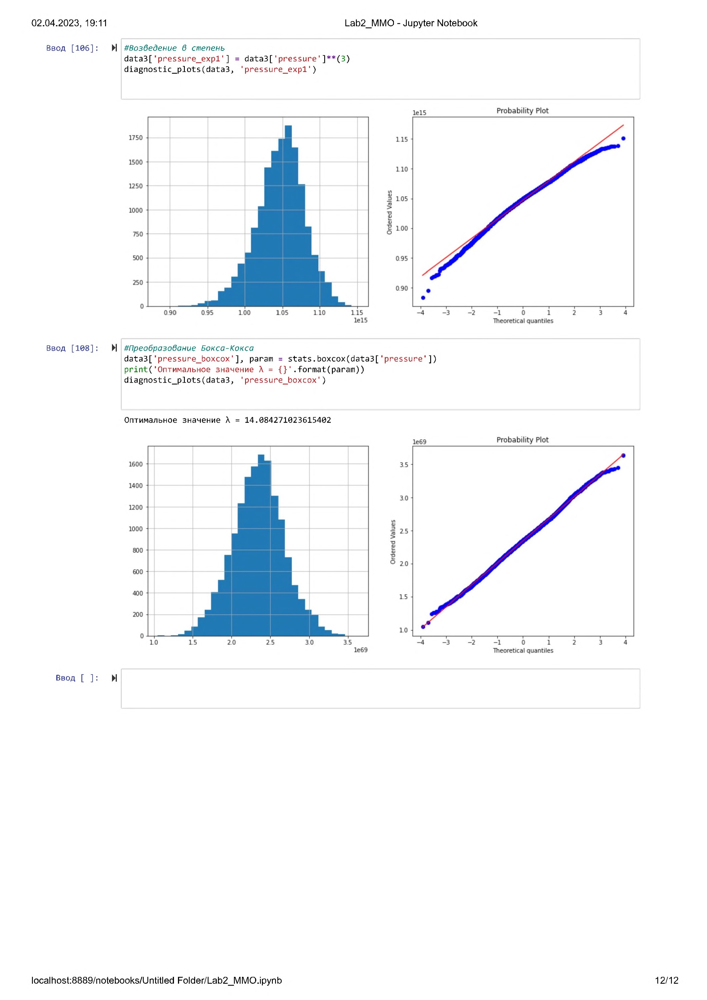 02.04.2023, 19:11 Lab2_MMO - Jupyter Notebook
Ввод [106]:
#Возведение в степень
data3['pressure_exp1'] = data3['pressure']**(3)
diagnostic_plots(data3, 'pressure_exp1')
1750
1500
1250
1000
750
500
250
0
0.90 0.95 1.00 1.05 1.10 1.15
1e15
Probability Plot
1e15
1.15
1.10
1.05
1.00
0.95
0.90
Ordered Values
−4 −3 −2 −1 0 1 2 3 4
Theoretical quantiles
Ввод [108]:
#Преобразование Бокса-Кокса
data3['pressure_boxcox'], param = stats.boxcox(data3['pressure'])
print('Оптимальное значение λ = {}'.format(param))
diagnostic_plots(data3, 'pressure_boxcox')
Оптимальное значение λ = 14.084271023615402
1600
1400
1200
1000
800
600
400
200
0
1.0 1.5 2.0 2.5 3.0 3.5
1e69
Probability Plot
1e69
3.5
3.0
2.5
2.0
1.5
1.0
Ordered Values
−4 −3 −2 −1 0 1 2 3 4
Theoretical quantiles
Ввод [ ]:
localhost:8889/notebooks/Untitled Folder/Lab2_MMO.ipynb 12/12